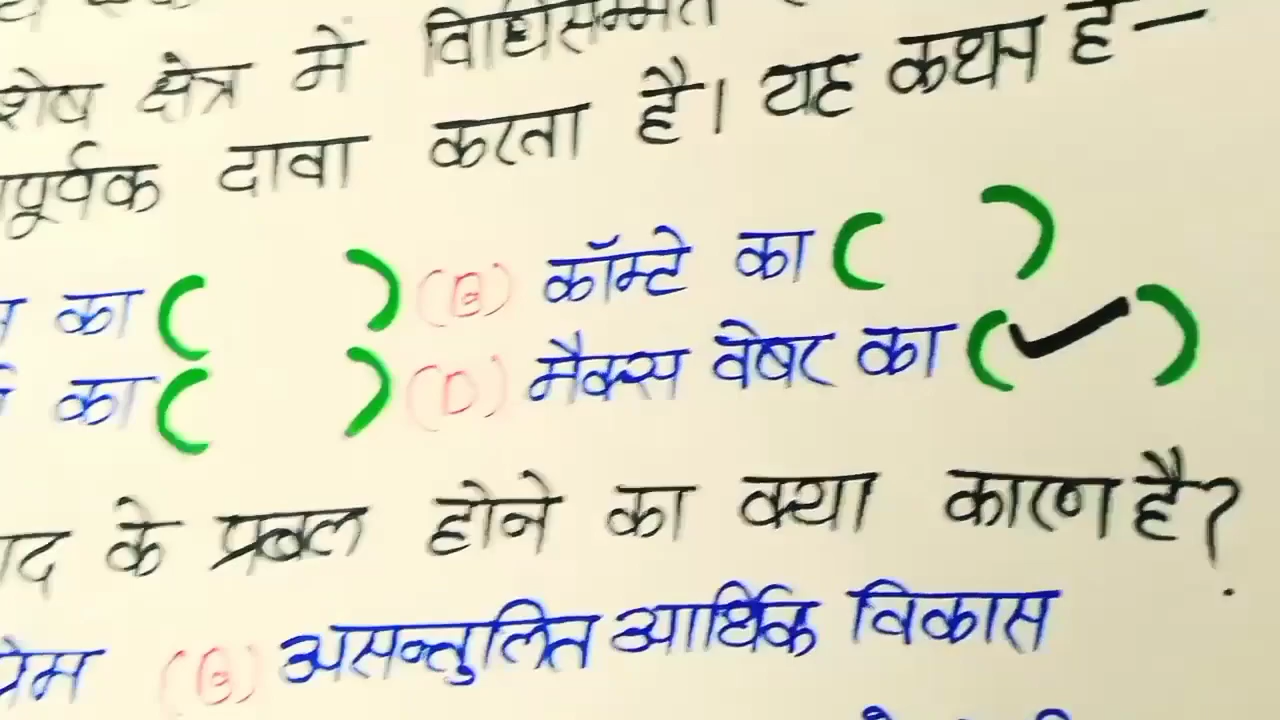 क्षेत्र में विधिसम्मत
पूर्वक दावा करता है। यह कथन है—
का ( ) (B) कॉम्टे का ( )
का ( ) (D) मैक्स वेबर का (✓)
के प्रबल होने का क्या कारण है?
(B) असन्तुलित आर्थिक विकास